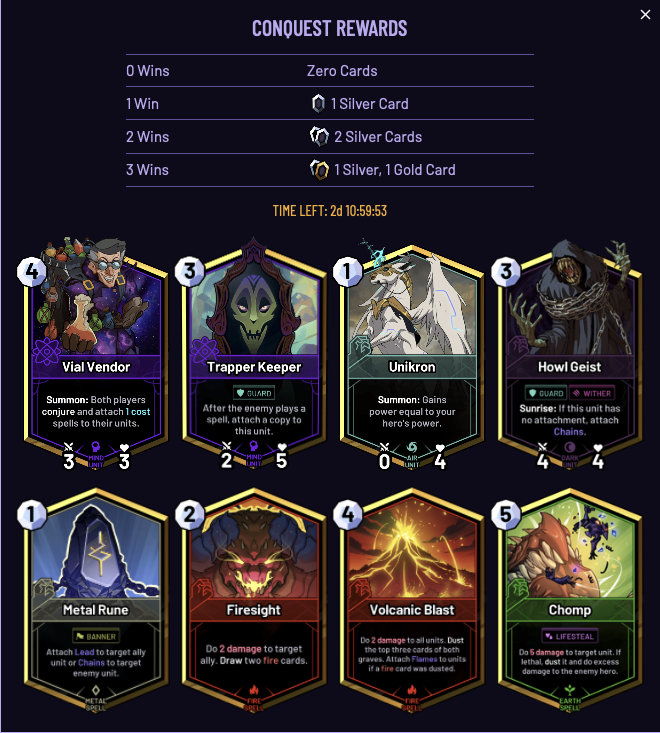 CONQUEST REWARDS
0 Wins Zero Cards
1 Win 1 Silver Card
2 Wins 2 Silver Cards
3 Wins 1 Silver, 1 Gold Card
TIME LEFT: 2d 10:59:53
4
Vial Vendor
Summon: Both players
conjure and attach 1 cost
spells to their units.
3 MIND UNIT 3
3
Trapper Keeper
GUARD
After the enemy plays a
spell, attach a copy to
this unit.
2 MIND UNIT 5
1
Unikron
Summon: Gains
power equal to your
hero's power.
0 AIR UNIT 4
3
Howl Geist
GUARD WITHER
Sunrise: If this unit has
no attachment, attach
Chains.
4 DARK UNIT 4
1
Metal Rune
BANNER
Attach Lead to target ally
unit or Chains to target
enemy unit.
METAL SPELL
2
Firesight
Do 2 damage to target
ally. Draw two fire cards.
FIRE SPELL
4
Volcanic Blast
Do 2 damage to all units. Dust
the top three cards of both
graves. Attach Flames to units
if a fire card was dusted.
FIRE SPELL
5
Chomp
LIFESTEAL
Do 5 damage to target unit. If
lethal, dust it and do excess
damage to the enemy hero.
EARTH SPELL